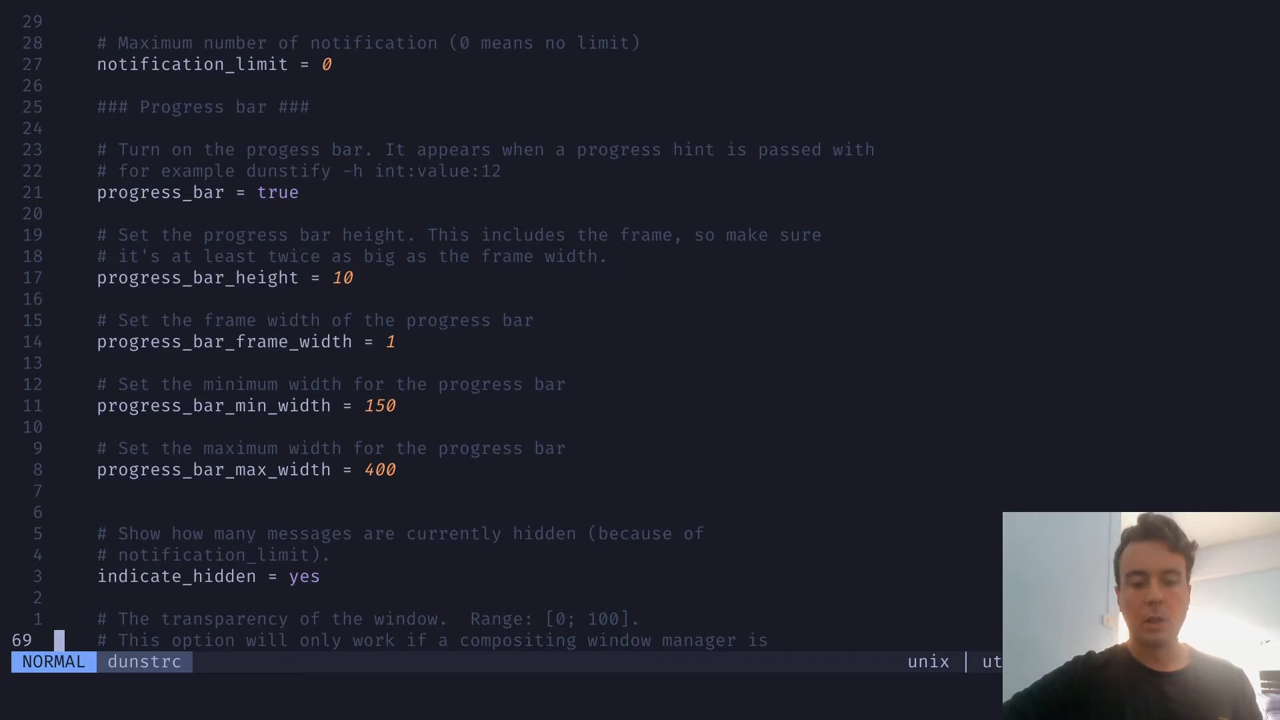 29
28 # Maximum number of notification (0 means no limit)
27 notification_limit = 0
26
25 ### Progress bar ###
24
23 # Turn on the progess bar. It appears when a progress hint is passed with
22 # for example dunstify -h int:value:12
21 progress_bar = true
20
19 # Set the progress bar height. This includes the frame, so make sure
18 # it's at least twice as big as the frame width.
17 progress_bar_height = 10
16
15 # Set the frame width of the progress bar
14 progress_bar_frame_width = 1
13
12 # Set the minimum width for the progress bar
11 progress_bar_min_width = 150
10
9 # Set the maximum width for the progress bar
8 progress_bar_max_width = 400
7
6
5 # Show how many messages are currently hidden (because of
4 # notification_limit).
3 indicate_hidden = yes
2
1 # The transparency of the window.  Range: [0; 100].
69 # This option will only work if a compositing window manager is
NORMAL dunstrc unix | ut